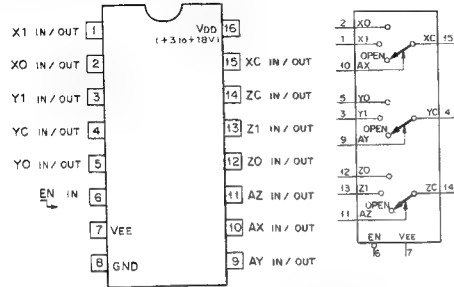 X1 IN / OUT 1
X0 IN / OUT 2
Y1 IN / OUT 3
YC IN / OUT 4
Y0 IN / OUT 5
EN IN 6
7 VEE
8 GND
VDD 16
(+3 to +18V)
15 XC IN / OUT
14 ZC IN / OUT
13 Z1 IN / OUT
12 Z0 IN / OUT
11 AZ IN / OUT
10 AX IN / OUT
9 AY IN / OUT
2 X0
1 X1 XC 15
OPEN
10 AX
5 Y0
3 Y1 YC 4
OPEN
9 AY
12 Z0
13 Z1 ZC 14
OPEN
11 AZ
EN VEE
6 7